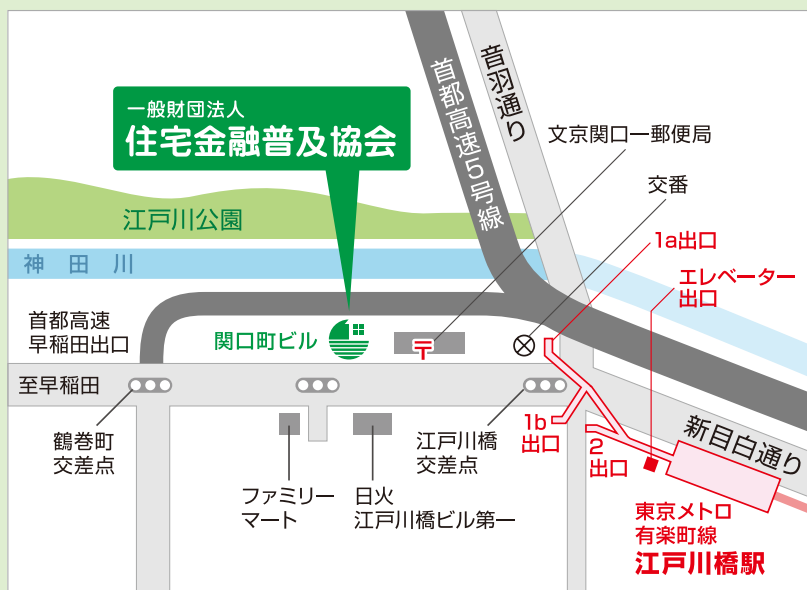 一般財団法人
住宅金融普及協会
首都高速5号線
音羽通り
文京関口一郵便局
交番
1a出口
エレベーター
出口
江戸川公園
神田川
首都高速
早稲田出口
関口町ビル
至早稲田
鶴巻町
交差点
ファミリー
マート
日火
江戸川橋ビル第一
江戸川橋
交差点
1b
出口
2
出口
新目白通り
東京メトロ
有楽町線
江戸川橋駅